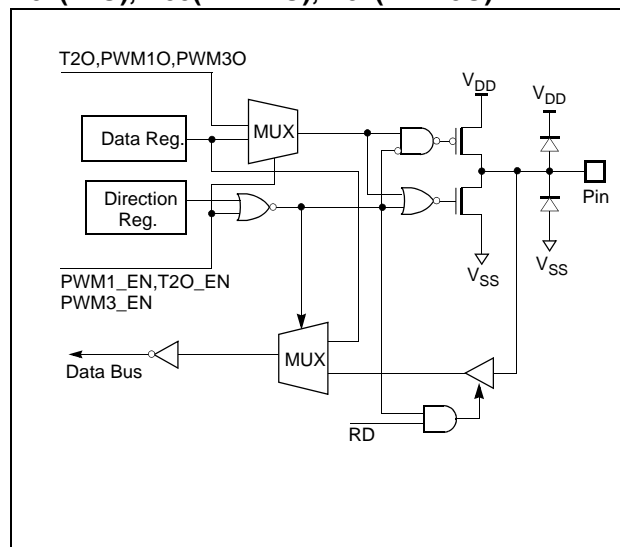 T2O,PWM1O,PWM3O
Data Reg.
MUX
Direction
Reg.
PWM1_EN,T2O_EN
PWM3_EN
VDD
VDD
Pin
VSS
VSS
MUX
Data Bus
RD